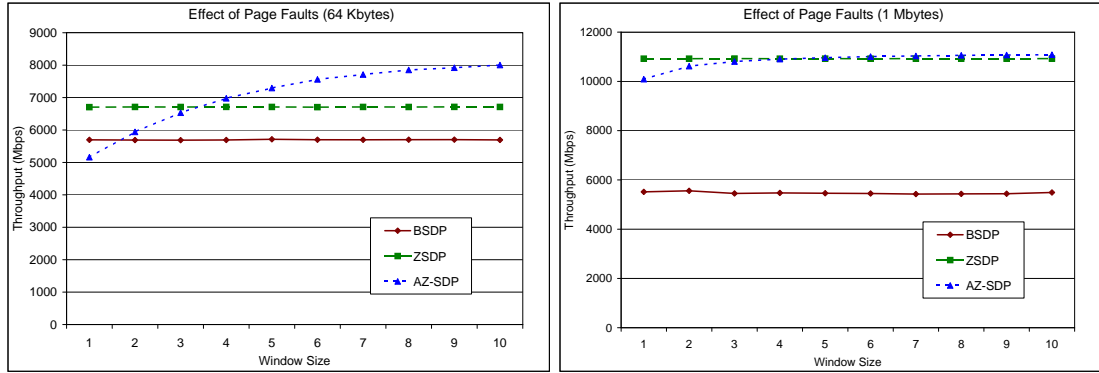 Effect of Page Faults (64 Kbytes)
9000
8000
7000
6000
5000
4000
3000
2000
1000
0
Throughput (Mbps)
1 2 3 4 5 6 7 8 9 10
Window Size
BSDP
ZSDP
AZ-SDP
Effect of Page Faults (1 Mbytes)
12000
10000
8000
6000
4000
2000
0
Throughput (Mbps)
1 2 3 4 5 6 7 8 9 10
Window Size
BSDP
ZSDP
AZ-SDP